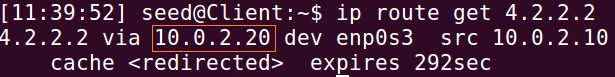 [11:39:52] seed@Client:~$ ip route get 4.2.2.2
4.2.2.2 via 10.0.2.20 dev enp0s3  src 10.0.2.10
    cache <redirected>  expires 292sec